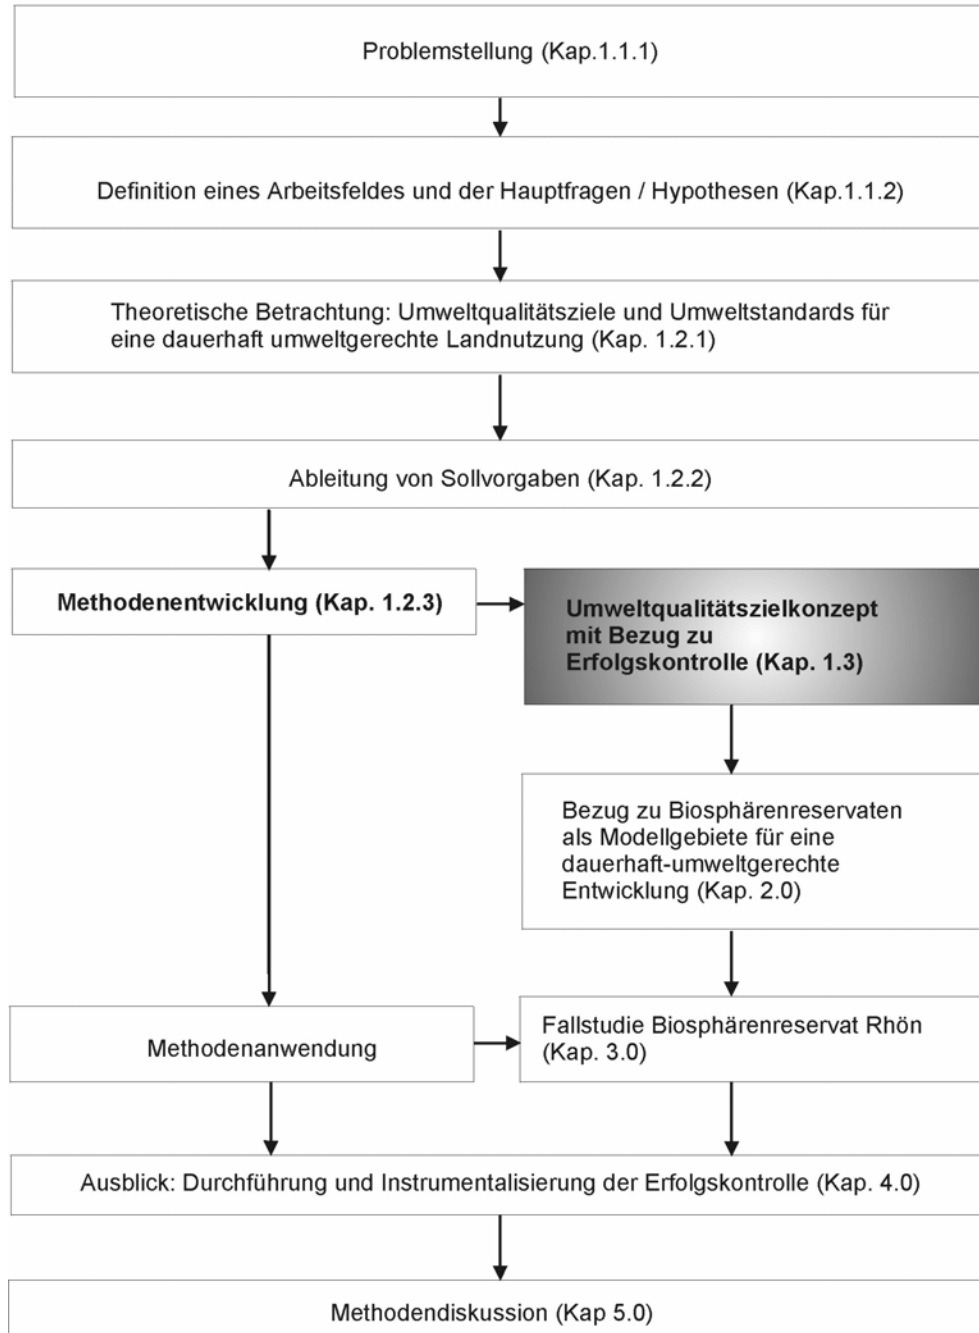 Problemstellung (Kap.1.1.1)
Definition eines Arbeitsfeldes und der Hauptfragen / Hypothesen (Kap.1.1.2)
Theoretische Betrachtung: Umweltqualitätsziele und Umweltstandards für
eine dauerhaft umweltgerechte Landnutzung (Kap. 1.2.1)
Ableitung von Sollvorgaben (Kap. 1.2.2)
Methodenentwicklung (Kap. 1.2.3)
Umweltqualitätszielkonzept
mit Bezug zu
Erfolgskontrolle (Kap. 1.3)
Bezug zu Biosphärenreservaten
als Modellgebiete für eine
dauerhaft-umweltgerechte
Entwicklung (Kap. 2.0)
Methodenanwendung
Fallstudie Biosphärenreservat Rhön
(Kap. 3.0)
Ausblick: Durchführung und Instrumentalisierung der Erfolgskontrolle (Kap. 4.0)
Methodendiskussion (Kap 5.0)